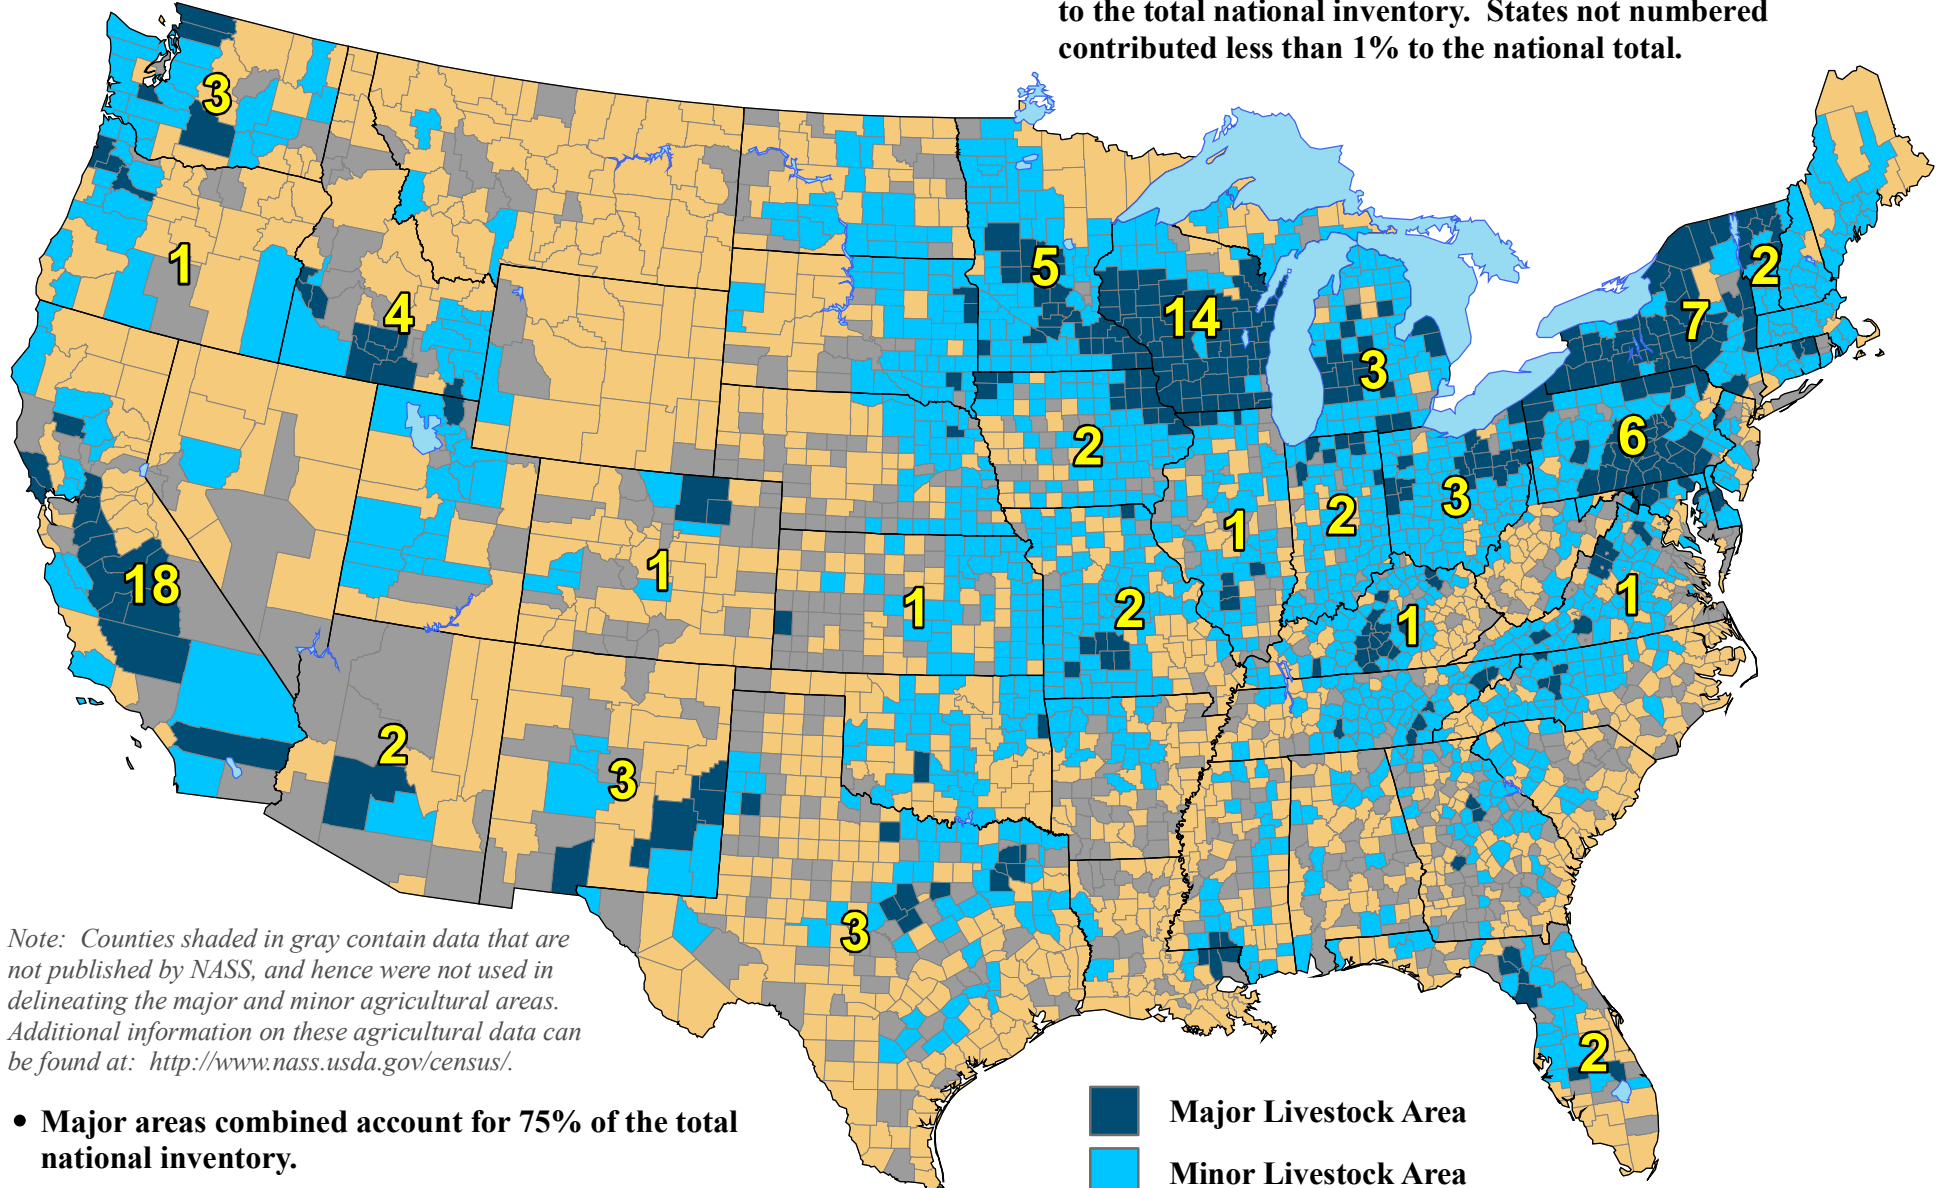 to the total national inventory.  States not numbered
contributed less than 1% to the national total.
3
1
4
5
14
3
2
7
6
2
1
2
3
18
1
1
2
1
1
2
3
3
2
Note:  Counties shaded in gray contain data that are
not published by NASS, and hence were not used in
delineating the major and minor agricultural areas.
Additional information on these agricultural data can
be found at:  http://www.nass.usda.gov/census/.
• Major areas combined account for 75% of the total
national inventory.
Major Livestock Area
Minor Livestock Area